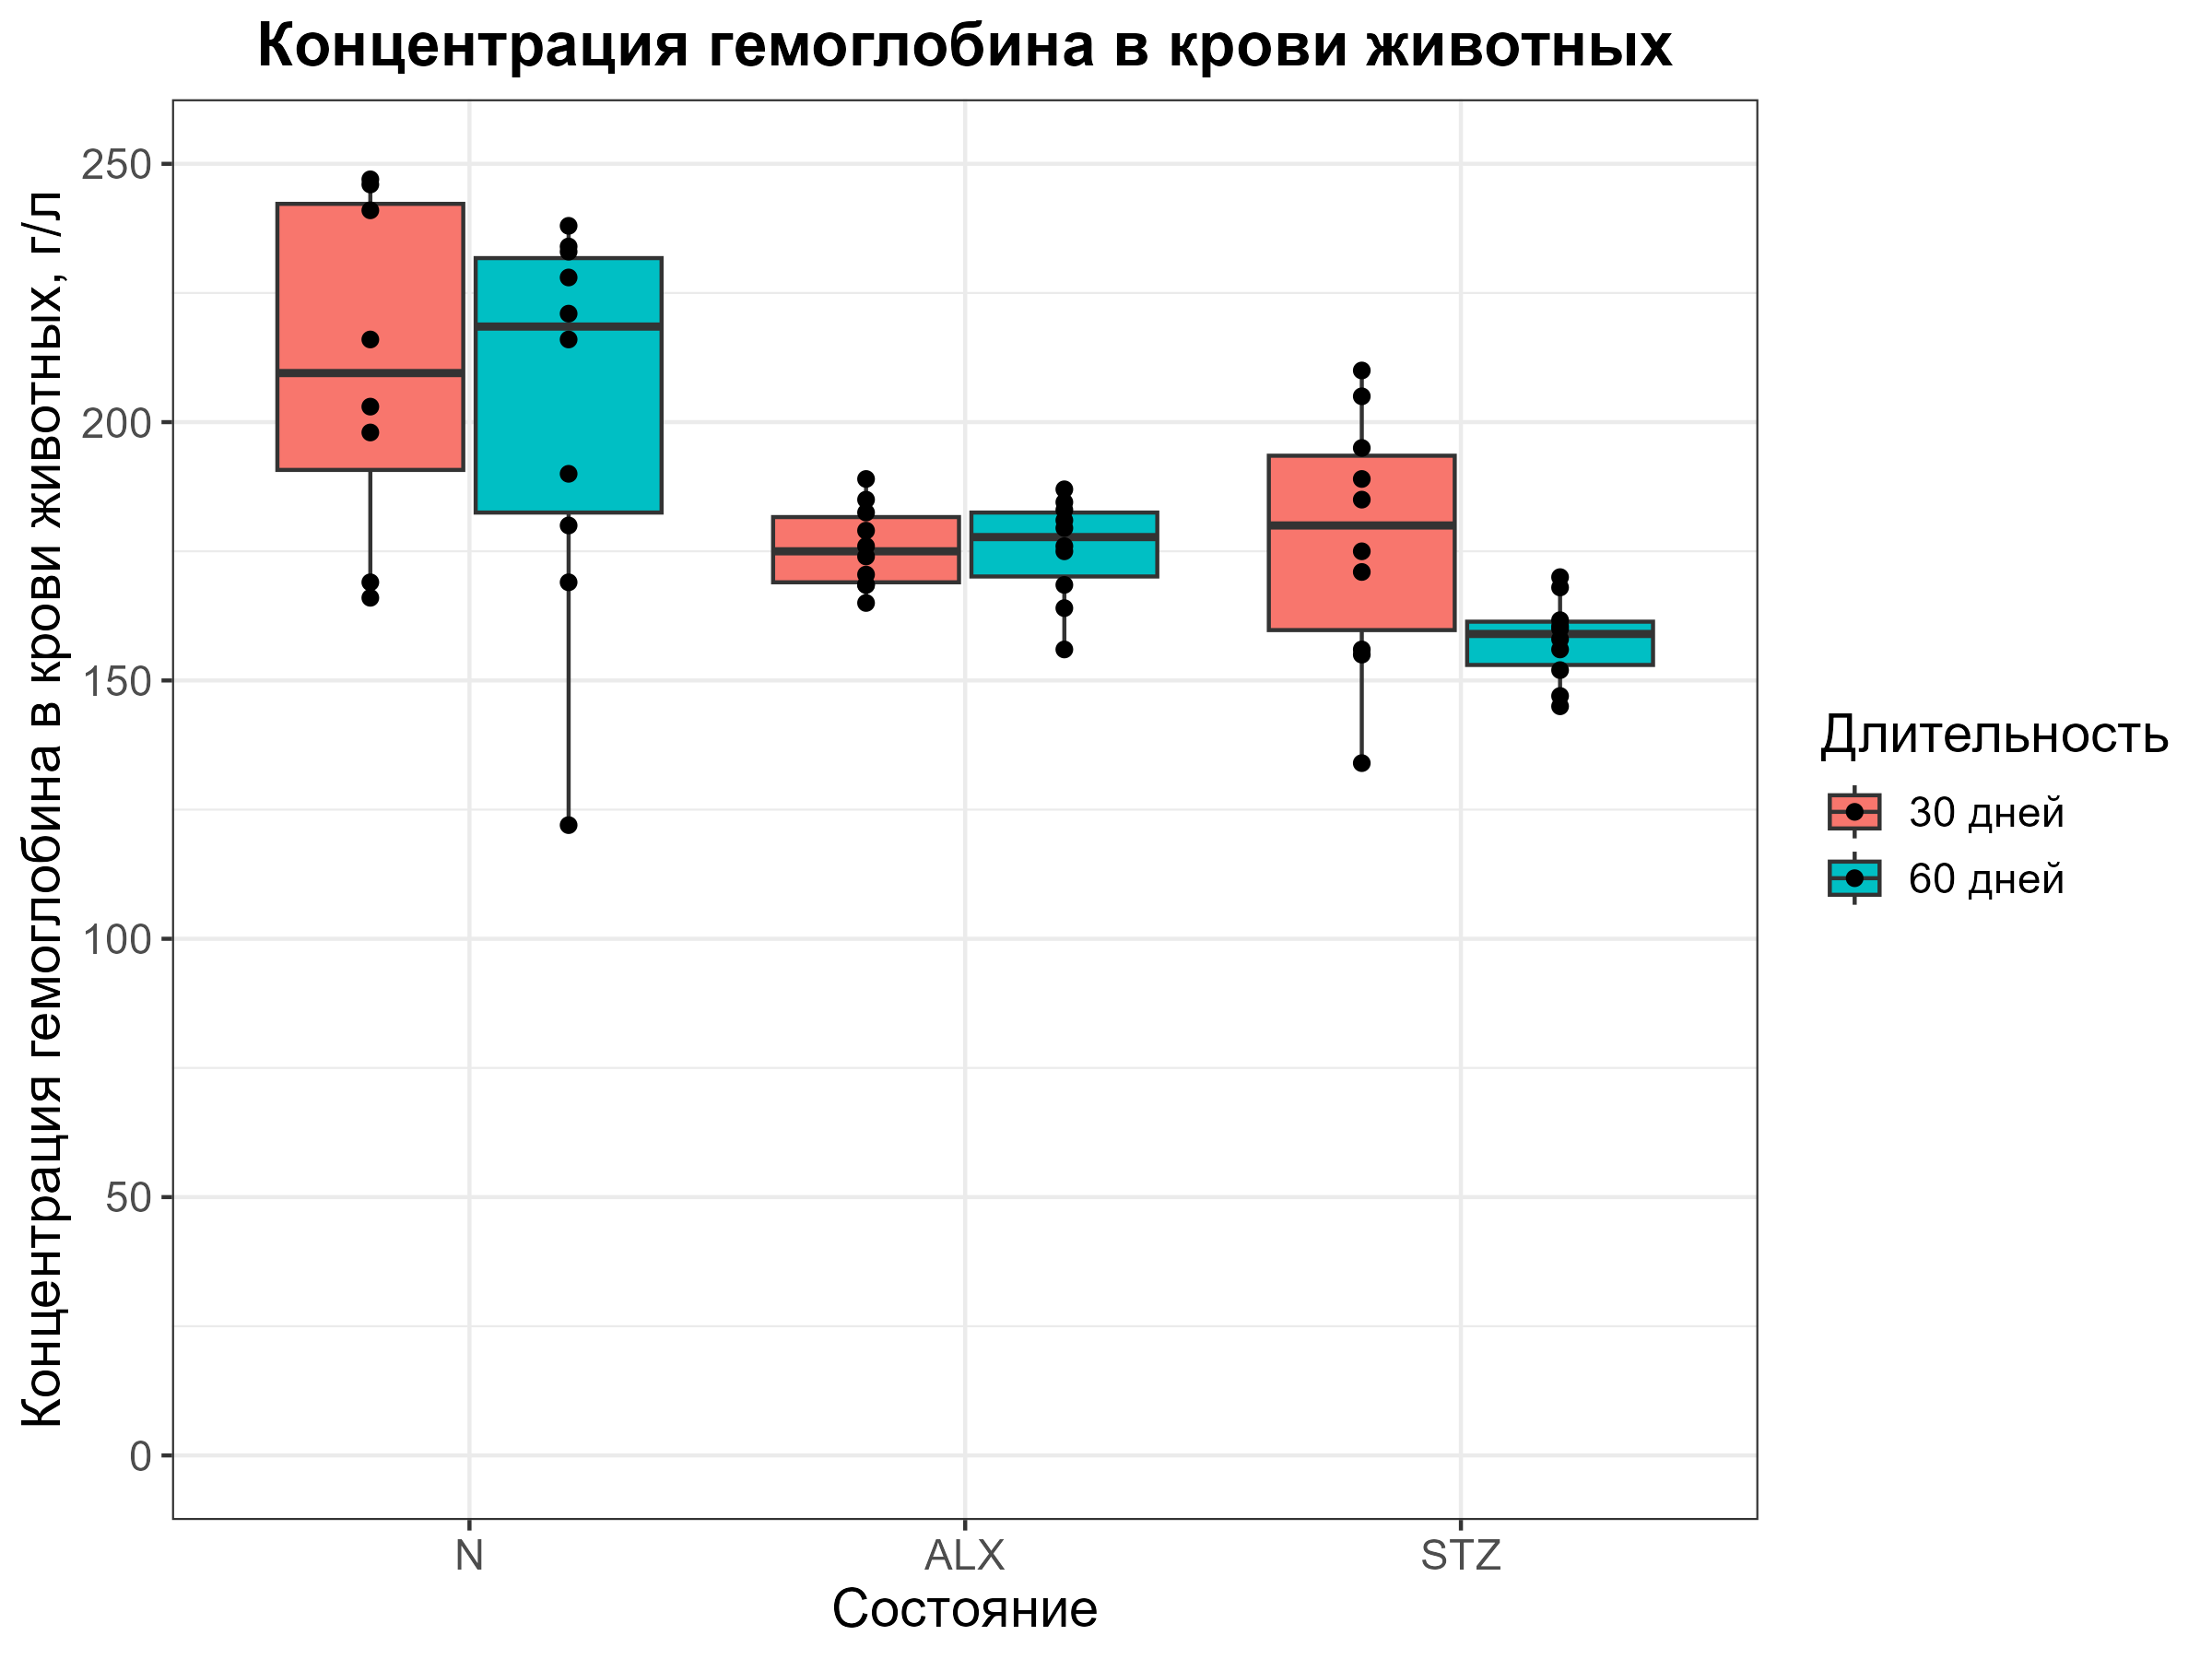 Концентрация гемоглобина в крови животных
Концентрация гемоглобина в крови животных, г/л
250
200
150
100
50
0
N
ALX
STZ
Состояние
Длительность
30 дней
60 дней